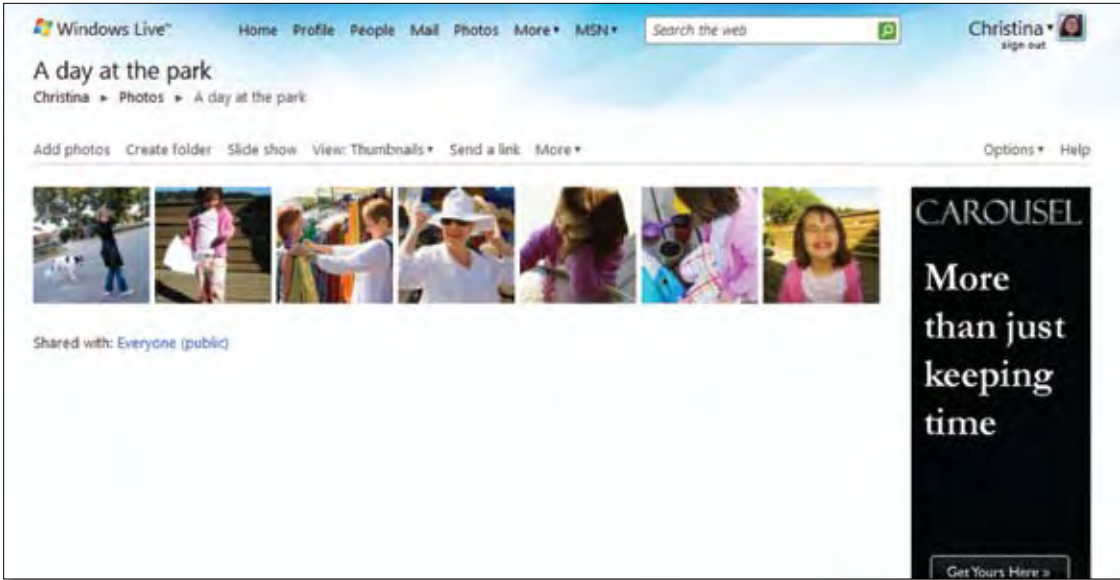 Windows Live™ Home Profile People Mail Photos More ▾ MSN ▾ Search the web Christina ▾
sign out
A day at the park
Christina ▸ Photos ▸ A day at the park
Add photos Create folder Slide show View: Thumbnails ▾ Send a link More ▾ Options ▾ Help
CAROUSEL
More
than just
keeping
time
Get Yours Here »
Shared with: Everyone (public)